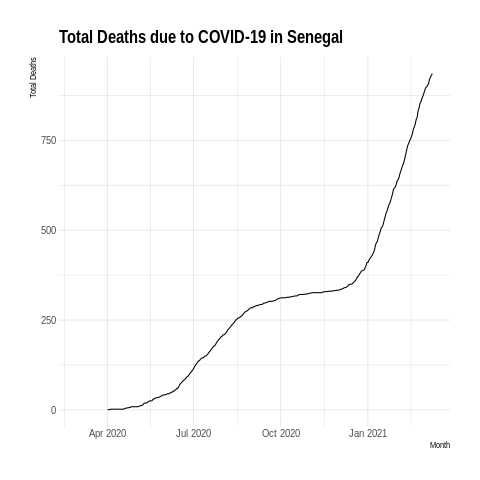 Total Deaths due to COVID-19 in Senegal
Total Deaths
750
500
250
0
Apr 2020 Jul 2020 Oct 2020 Jan 2021
Month